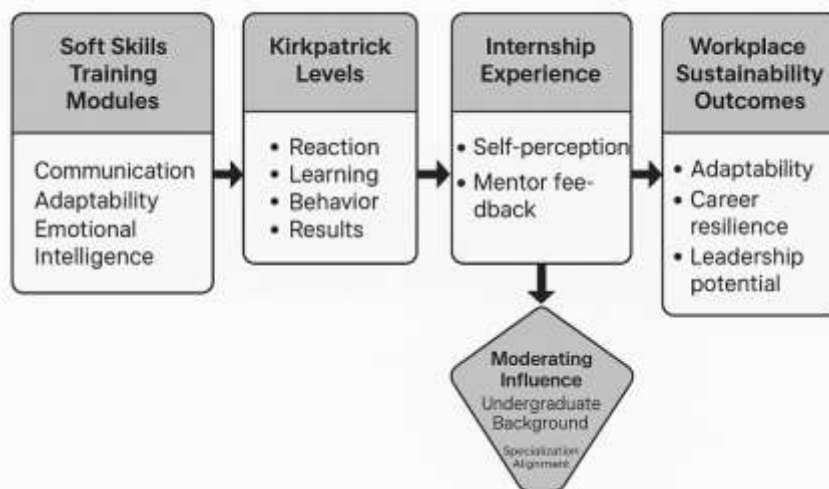 Soft Skills
Training
Modules
Communication
Adaptability
Emotional
Intelligence
Kirkpatrick
Levels
• Reaction
• Learning
• Behavior
• Results
Internship
Experience
• Self-perception
• Mentor fee-
dback
Workplace
Sustainability
Outcomes
• Adaptability
• Career
resilience
• Leadership
potential
Moderating
Influence
Undergraduate
Background
Specialization
Alignment